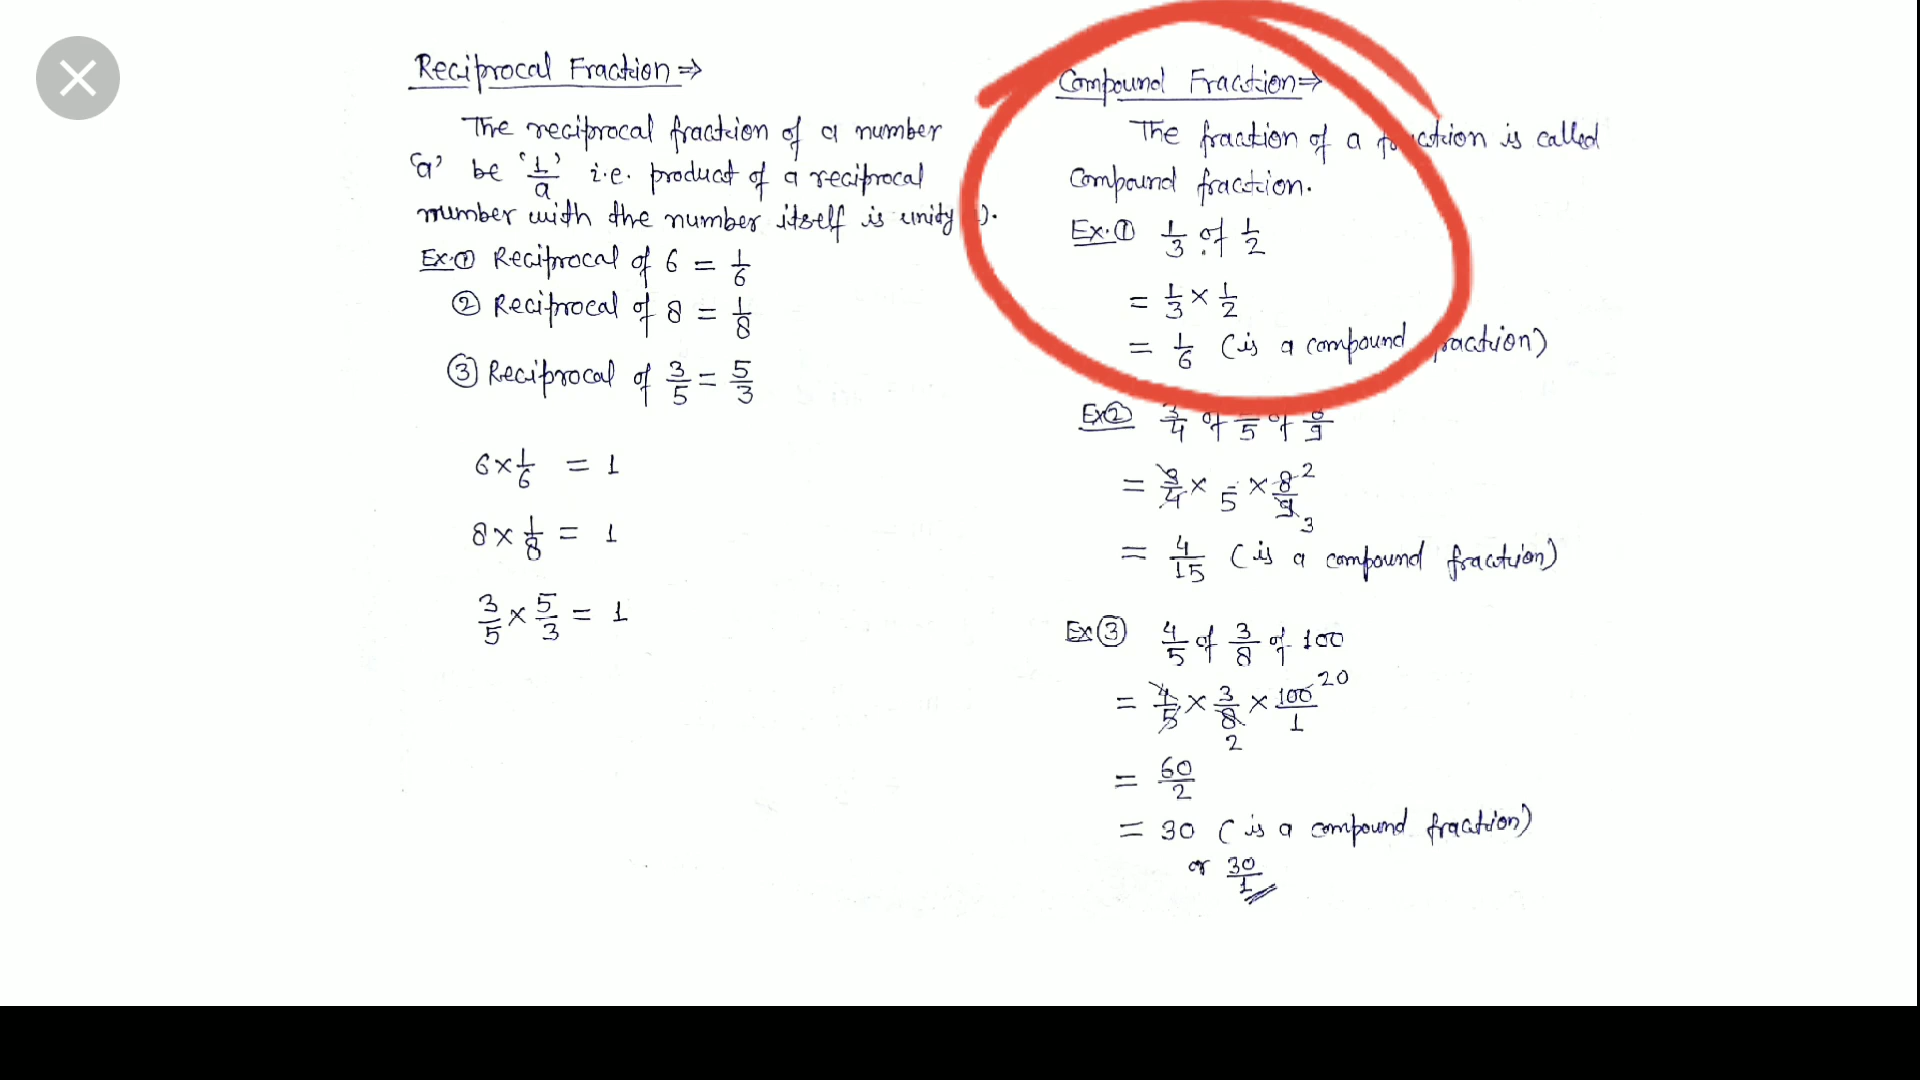 Reciprocal Fraction ⇒
The reciprocal fraction of a number
'a' be '1/a' i.e. product of a reciprocal
number with the number itself is unity ).
Ex.① Reciprocal of 6 = 1/6
② Reciprocal of 8 = 1/8
③ Reciprocal of 3/5 = 5/3
6 × 1/6 = 1
8 × 1/8 = 1
3/5 × 5/3 = 1
Compound Fraction ⇒
The fraction of a fraction is called
Compound fraction.
Ex.① 1/3 of 1/2
= 1/3 × 1/2
= 1/6 (is a compound fraction)
Ex② 3/4 of /5 of 8/9
= 3/4 × 5 × 8/9 2 3
= 4/15 (is a compound fraction)
Ex③ 4/5 of 3/8 of 100
= 4/5 × 3/8 × 100/1 20 2
= 60/2
= 30 (is a compound fraction)
or 30/1